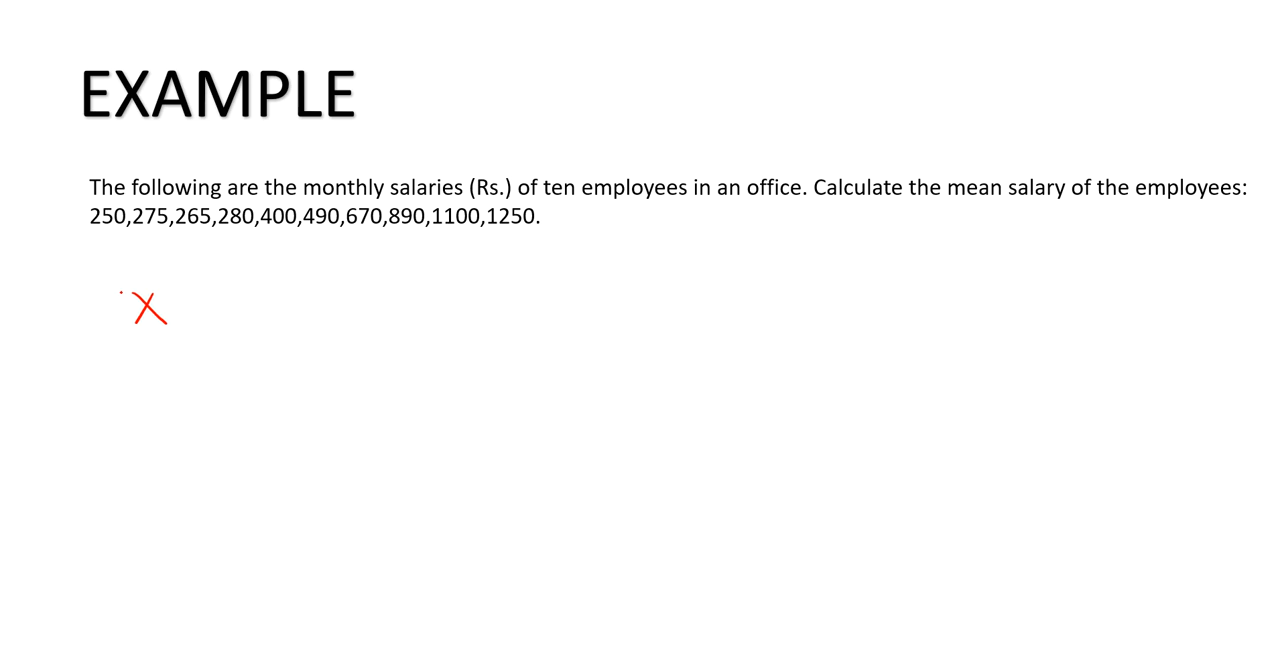 EXAMPLE
The following are the monthly salaries (Rs.) of ten employees in an office. Calculate the mean salary of the employees:
250,275,265,280,400,490,670,890,1100,1250.
X